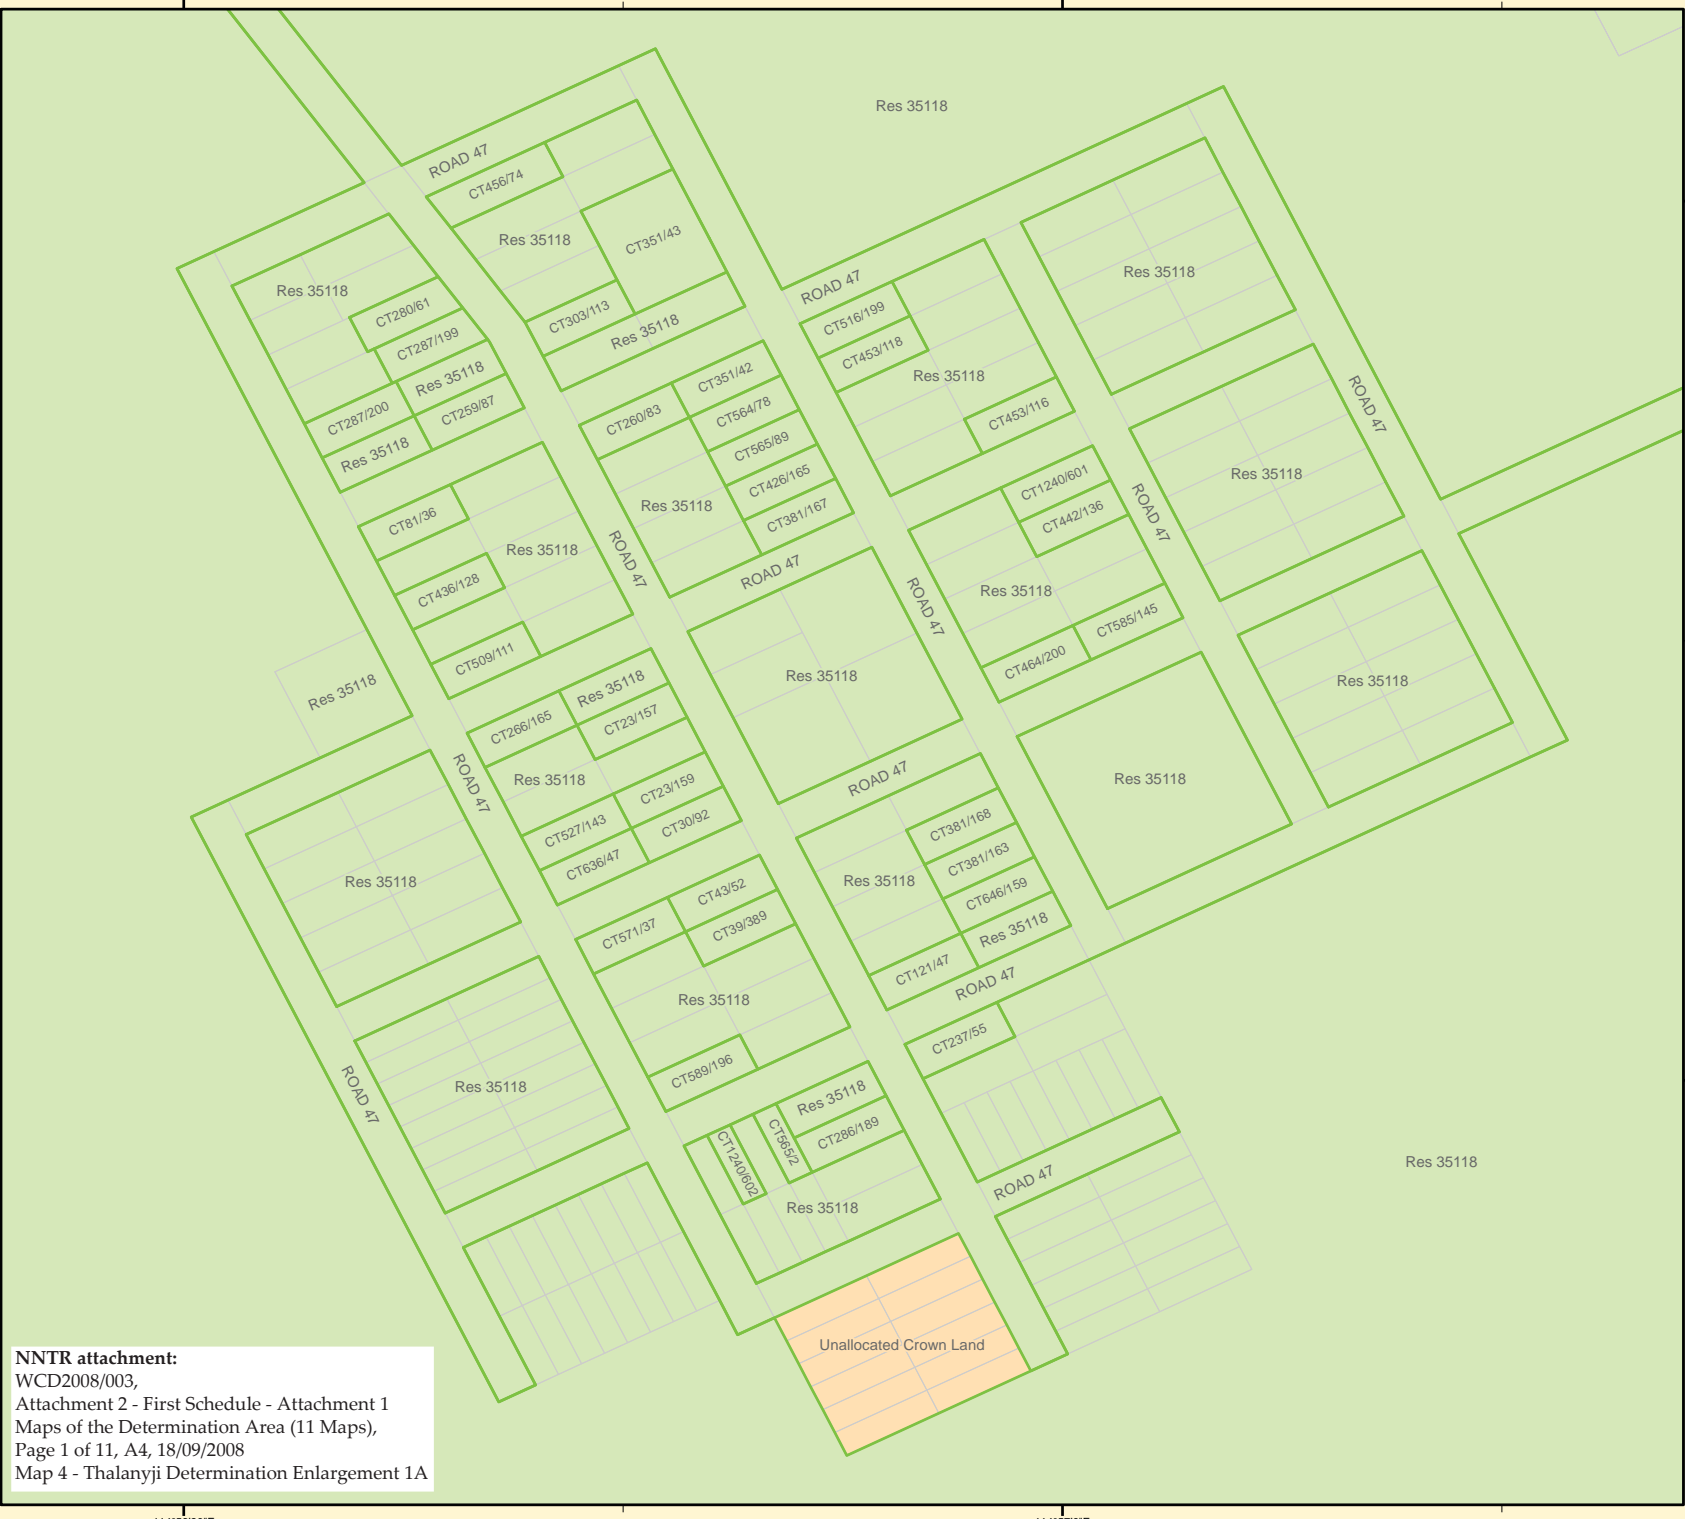 Res 35118
ROAD 47
CT456/74
Res 35118
CT351/43
CT303/113
Res 35118
Res 35118
CT280/61
CT287/199
Res 35118
CT287/200
CT259/87
Res 35118
ROAD 47
CT516/199
CT453/118
Res 35118
CT453/116
Res 35118
ROAD 47
CT351/42
CT260/83
CT564/78
CT565/89
CT426/165
CT381/167
Res 35118
ROAD 47
CT81/36
Res 35118
CT436/128
CT509/111
ROAD 47
CT1240/601
CT442/136
Res 35118
CT585/145
CT464/200
ROAD 47
Res 35118
ROAD 47
Res 35118
Res 35118
Res 35118
CT266/165
Res 35118
CT23/157
Res 35118
CT23/159
CT527/143
CT30/92
CT636/47
ROAD 47
Res 35118
ROAD 47
Res 35118
CT381/168
CT381/163
Res 35118
CT646/159
Res 35118
CT121/47
ROAD 47
Res 35118
CT43/52
CT571/37
CT39/389
Res 35118
CT589/196
CT237/55
Res 35118
ROAD 47
Res 35118
CT286/189
CT565/2
CT1240/602
Res 35118
ROAD 47
Res 35118
Unallocated Crown Land
NNTR attachment:
WCD2008/003,
Attachment 2 - First Schedule - Attachment 1
Maps of the Determination Area (11 Maps),
Page 1 of 11, A4, 18/09/2008
Map 4 - Thalanyji Determination Enlargement 1A